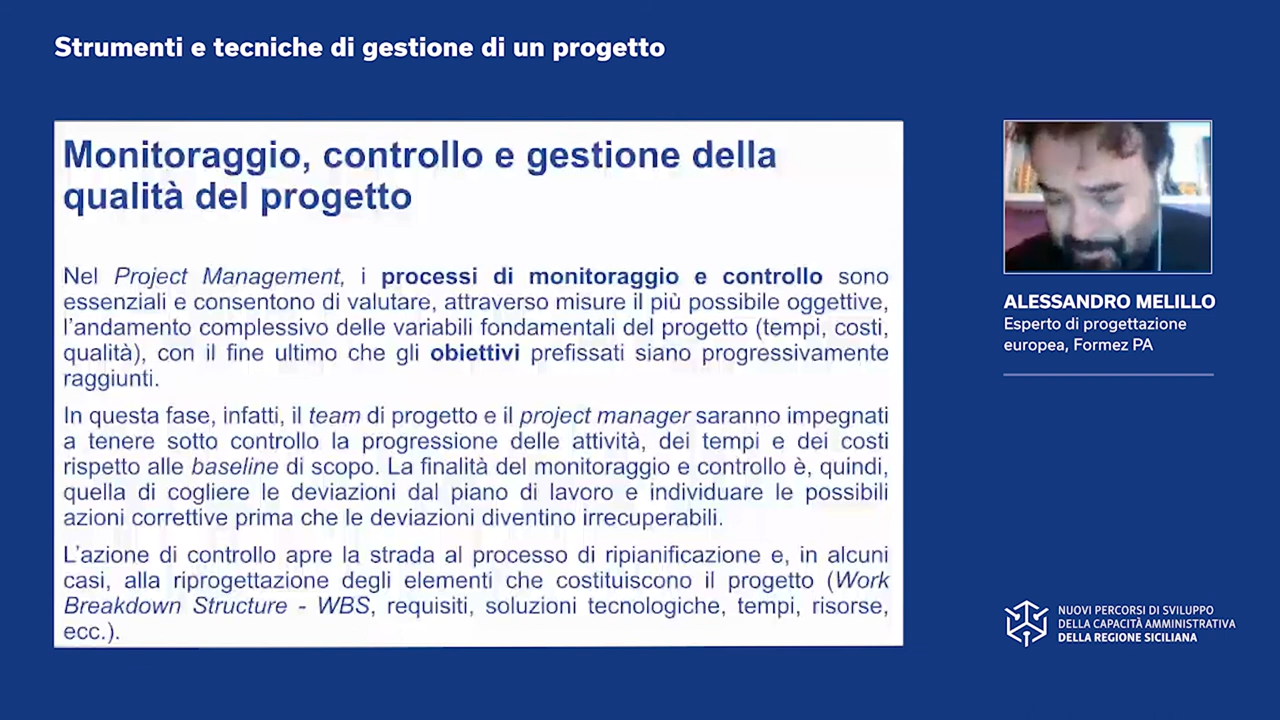 Strumenti e tecniche di gestione di un progetto
Monitoraggio, controllo e gestione della
qualità del progetto
Nel Project Management, i processi di monitoraggio e controllo sono
essenziali e consentono di valutare, attraverso misure il più possibile oggettive,
l'andamento complessivo delle variabili fondamentali del progetto (tempi, costi,
qualità), con il fine ultimo che gli obiettivi prefissati siano progressivamente
raggiunti.
In questa fase, infatti, il team di progetto e il project manager saranno impegnati
a tenere sotto controllo la progressione delle attività, dei tempi e dei costi
rispetto alle baseline di scopo. La finalità del monitoraggio e controllo è, quindi,
quella di cogliere le deviazioni dal piano di lavoro e individuare le possibili
azioni correttive prima che le deviazioni diventino irrecuperabili.
L'azione di controllo apre la strada al processo di ripianificazione e, in alcuni
casi, alla riprogettazione degli elementi che costituiscono il progetto (Work
Breakdown Structure - WBS, requisiti, soluzioni tecnologiche, tempi, risorse,
ecc.).
ALESSANDRO MELILLO
Esperto di progettazione
europea, Formez PA
NUOVI PERCORSI DI SVILUPPO
DELLA CAPACITÀ AMMINISTRATIVA
DELLA REGIONE SICILIANA